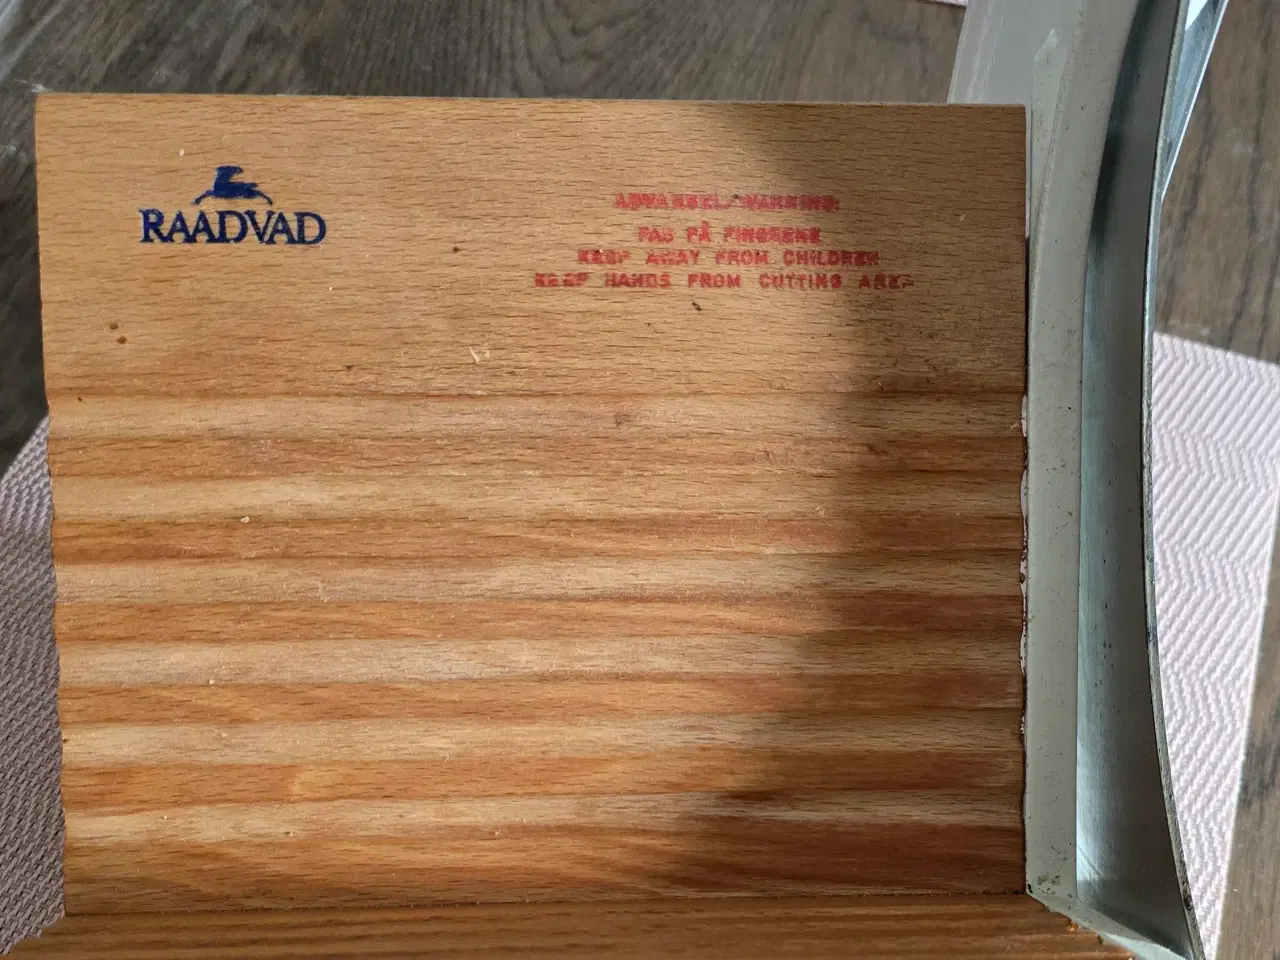 RAADVAD
ADVARSEL/WARNING:
PAS PÅ FINGRENE
KEEP AWAY FROM CHILDREN
KEEP HANDS FROM CUTTING AREA